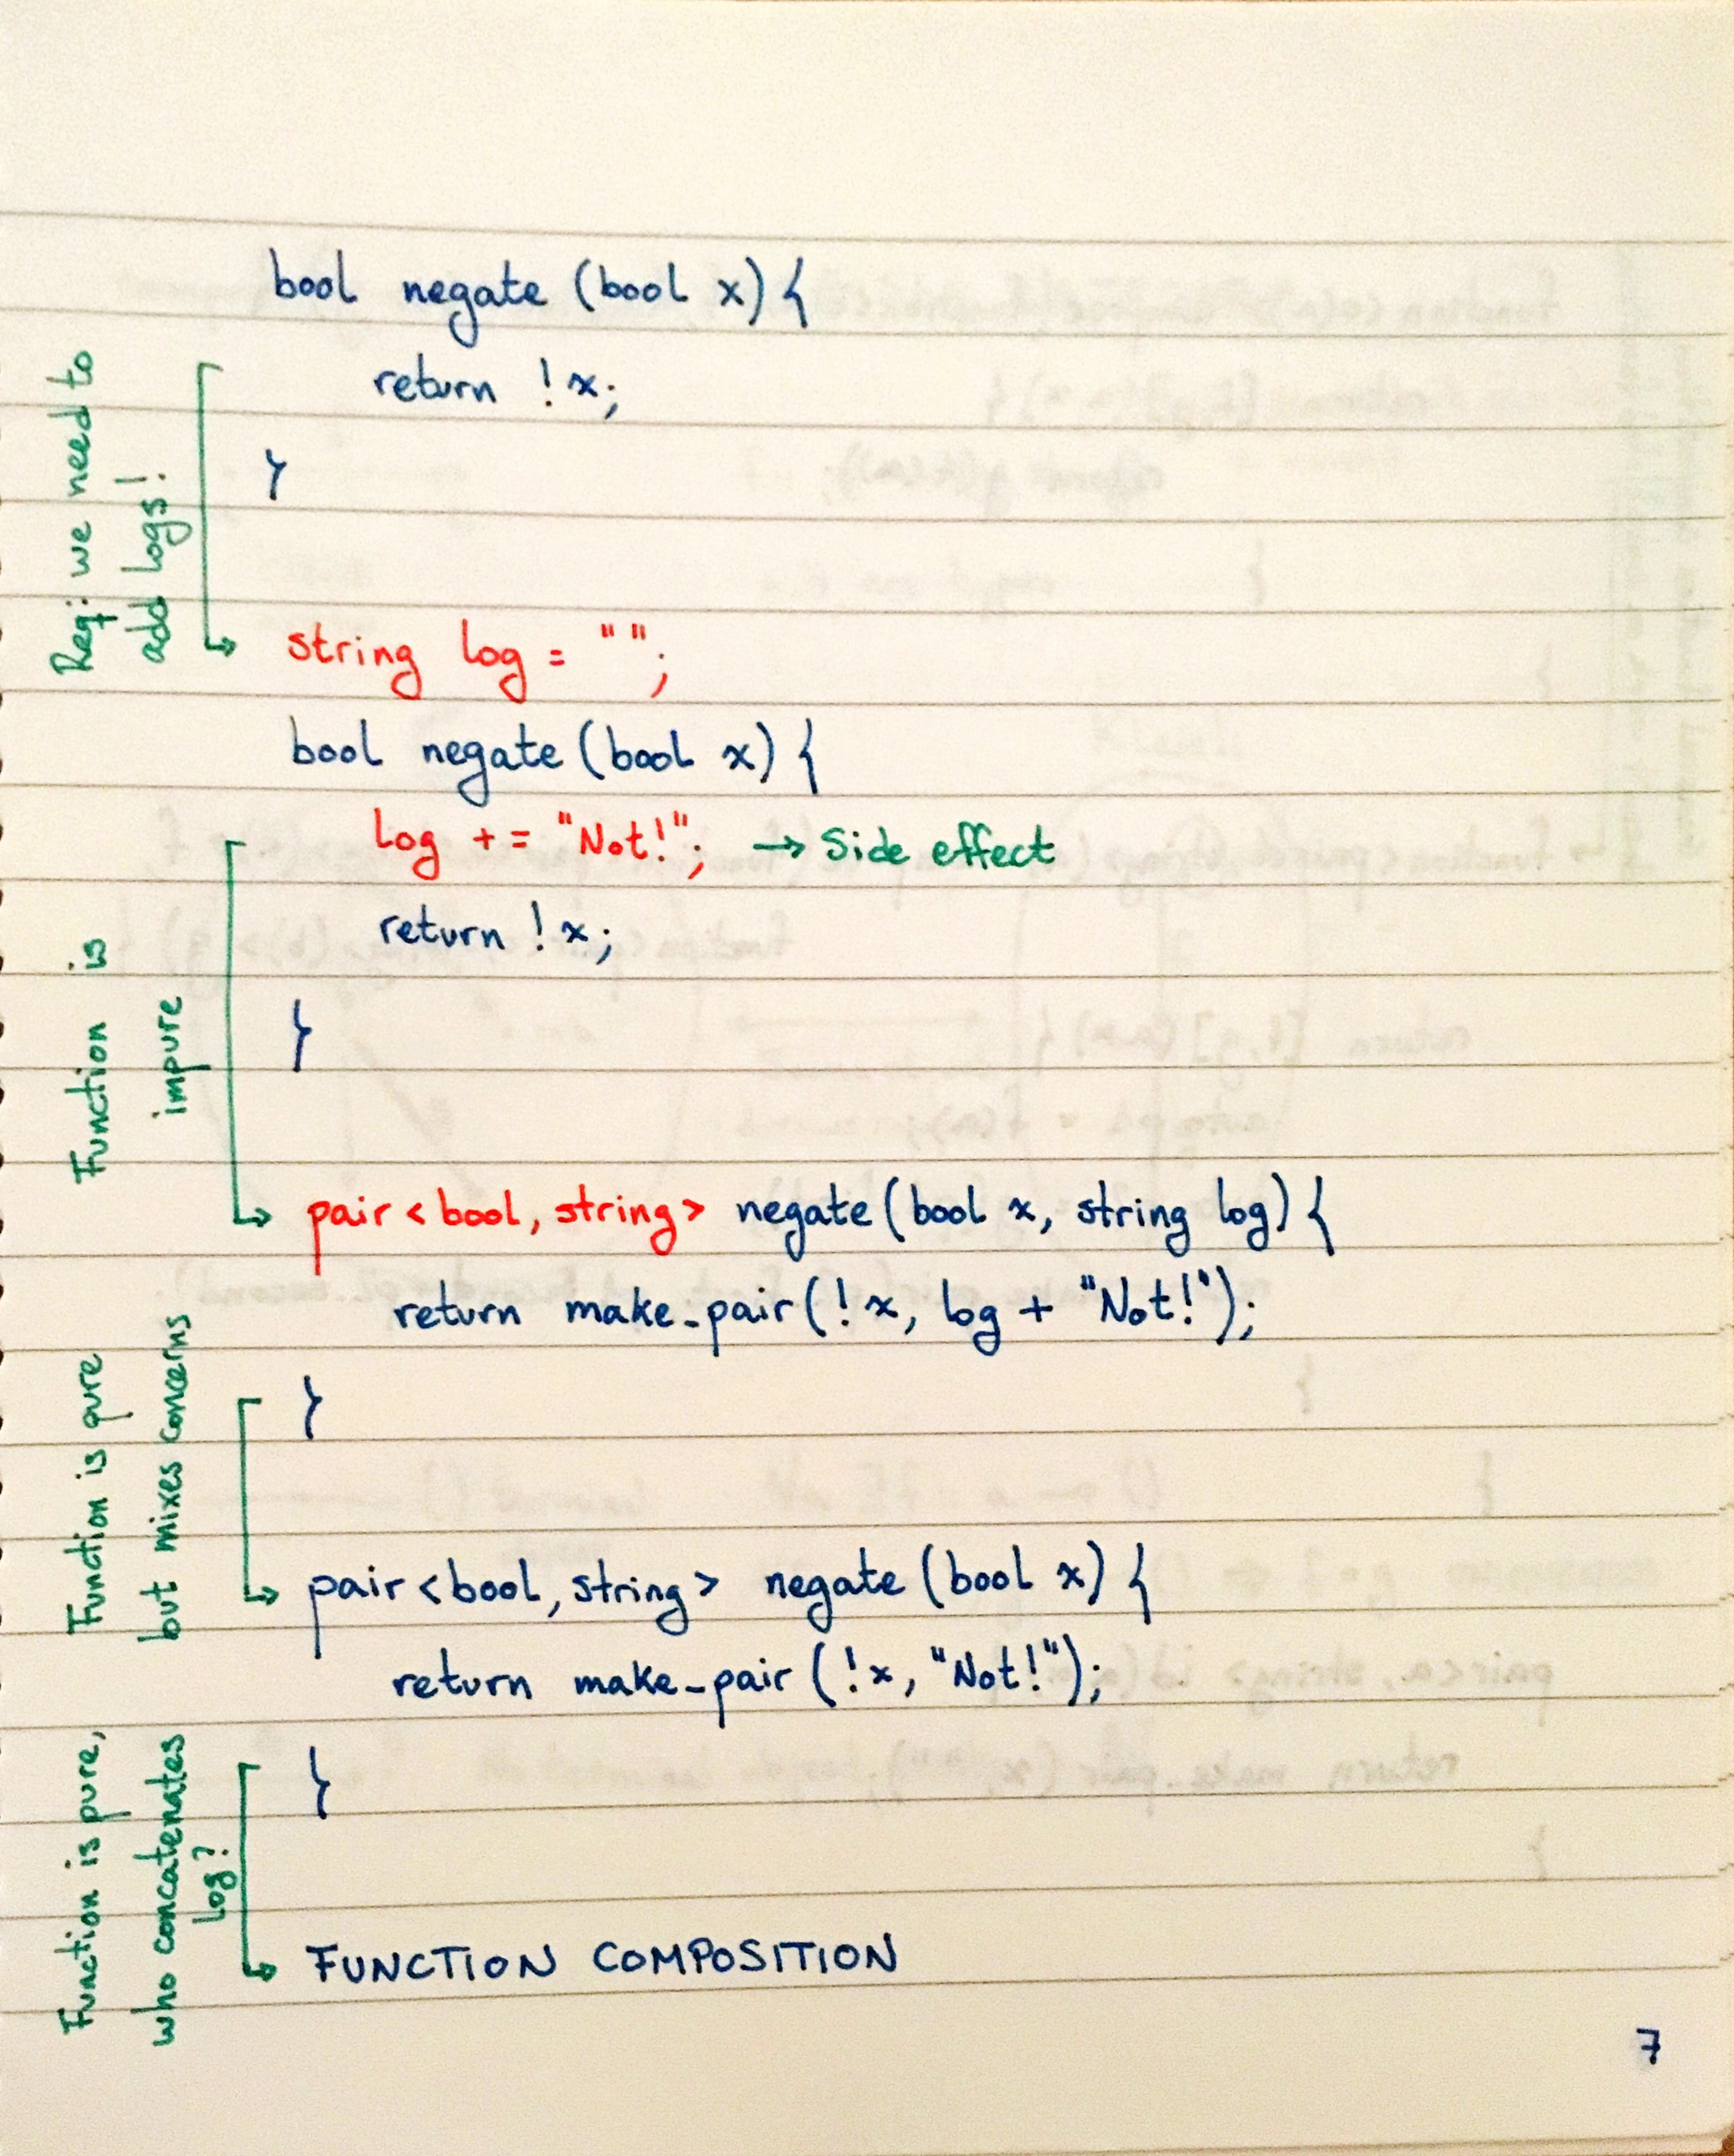 bool negate (bool x) {
return !x;
}
Req: we need to
add logs!
string log = "";
bool negate (bool x) {
log += "Not!"; → Side effect
return !x;
}
Function is
impure
pair<bool, string> negate (bool x, string log) {
return make_pair (!x, log + "Not!");
}
Function is pure
but mixes concerns
pair<bool, string> negate (bool x) {
return make_pair (!x, "Not!");
}
Function is pure,
who concatenates
log?
FUNCTION COMPOSITION
7